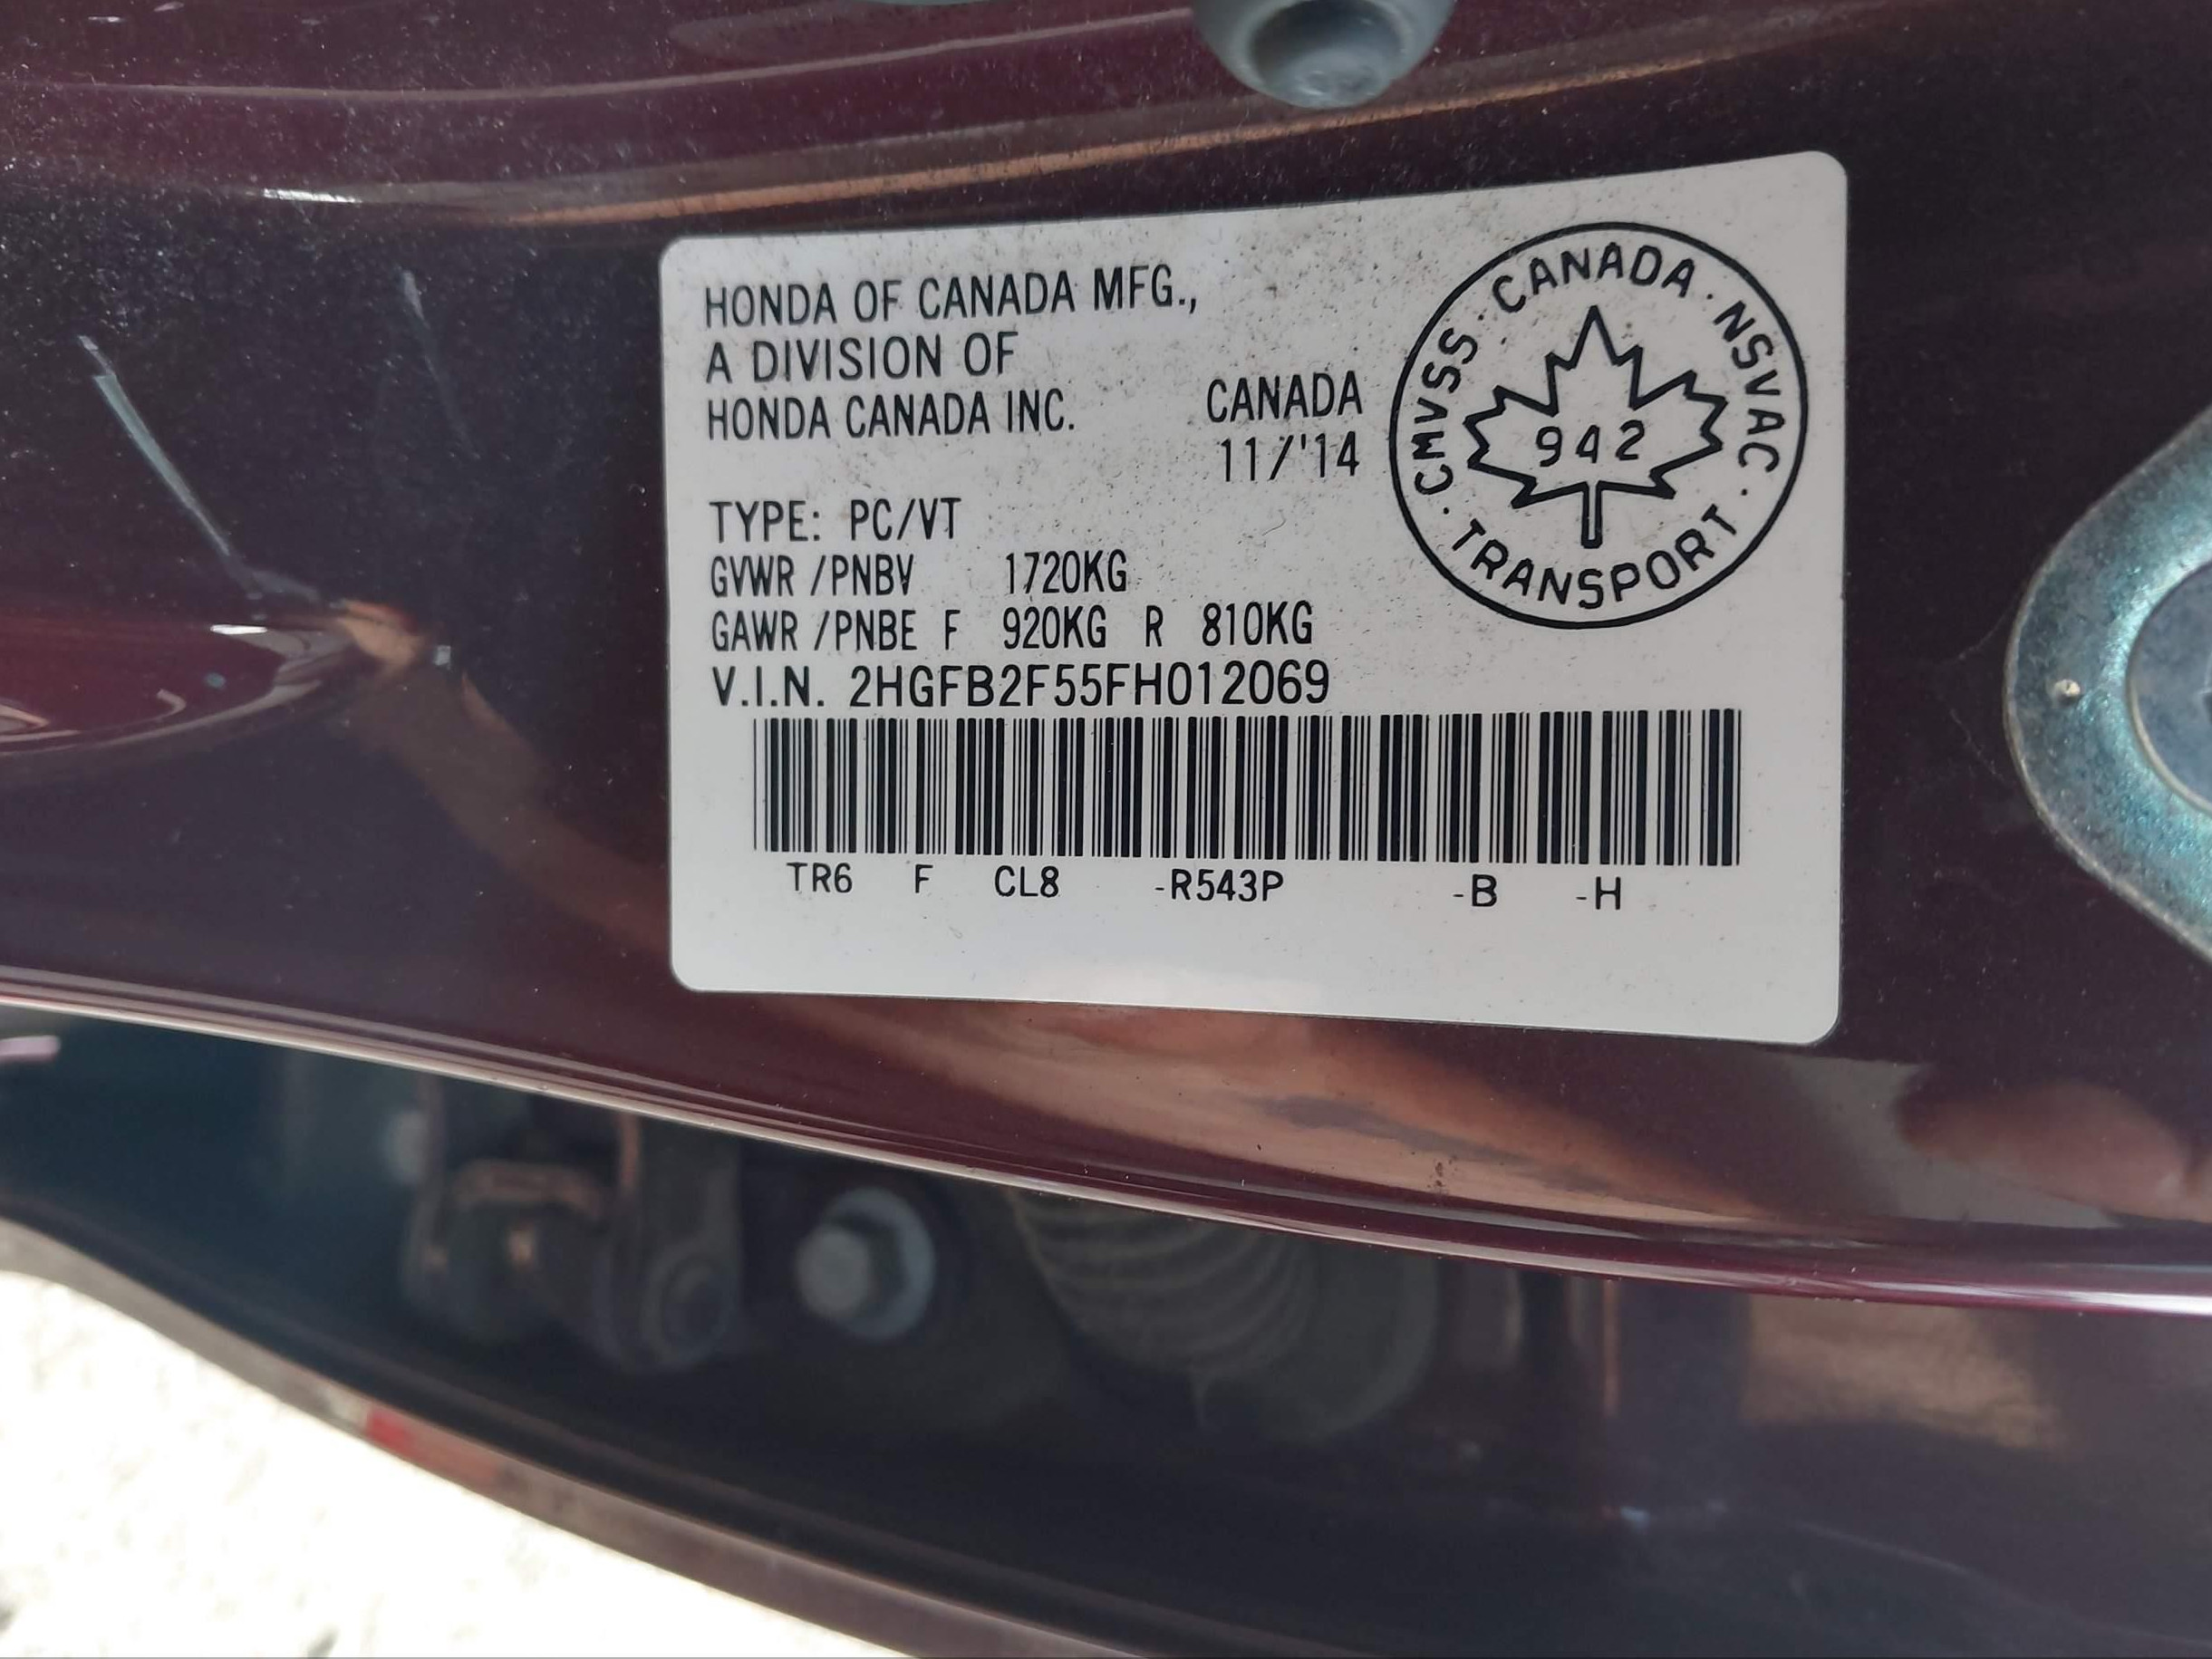 HONDA OF CANADA MFG.,
A DIVISION OF
HONDA CANADA INC.
CANADA
11/'14
CMVSS · CANADA · NSVAC · TRANSPORT ·
942
TYPE: PC/VT
GVWR /PNBV 1720KG
GAWR /PNBE F 920KG R 810KG
V.I.N. 2HGFB2F55FH012069
TR6 F CL8 -R543P -B -H